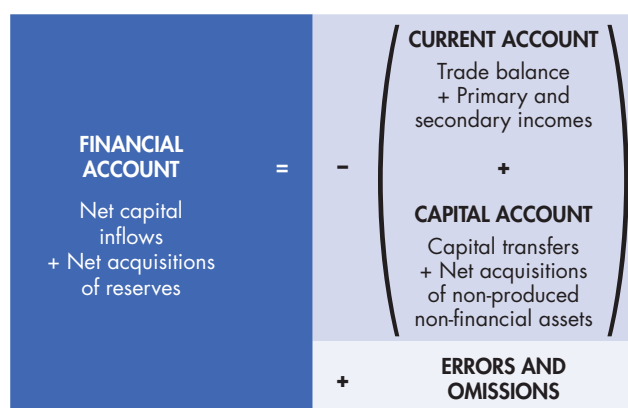 FINANCIAL
ACCOUNT
Net capital
inflows
+ Net acquisitions
of reserves
=
–
CURRENT ACCOUNT
Trade balance
+ Primary and
secondary incomes
+
CAPITAL ACCOUNT
Capital transfers
+ Net acquisitions
of non-produced
non-financial assets
+
ERRORS AND
OMISSIONS